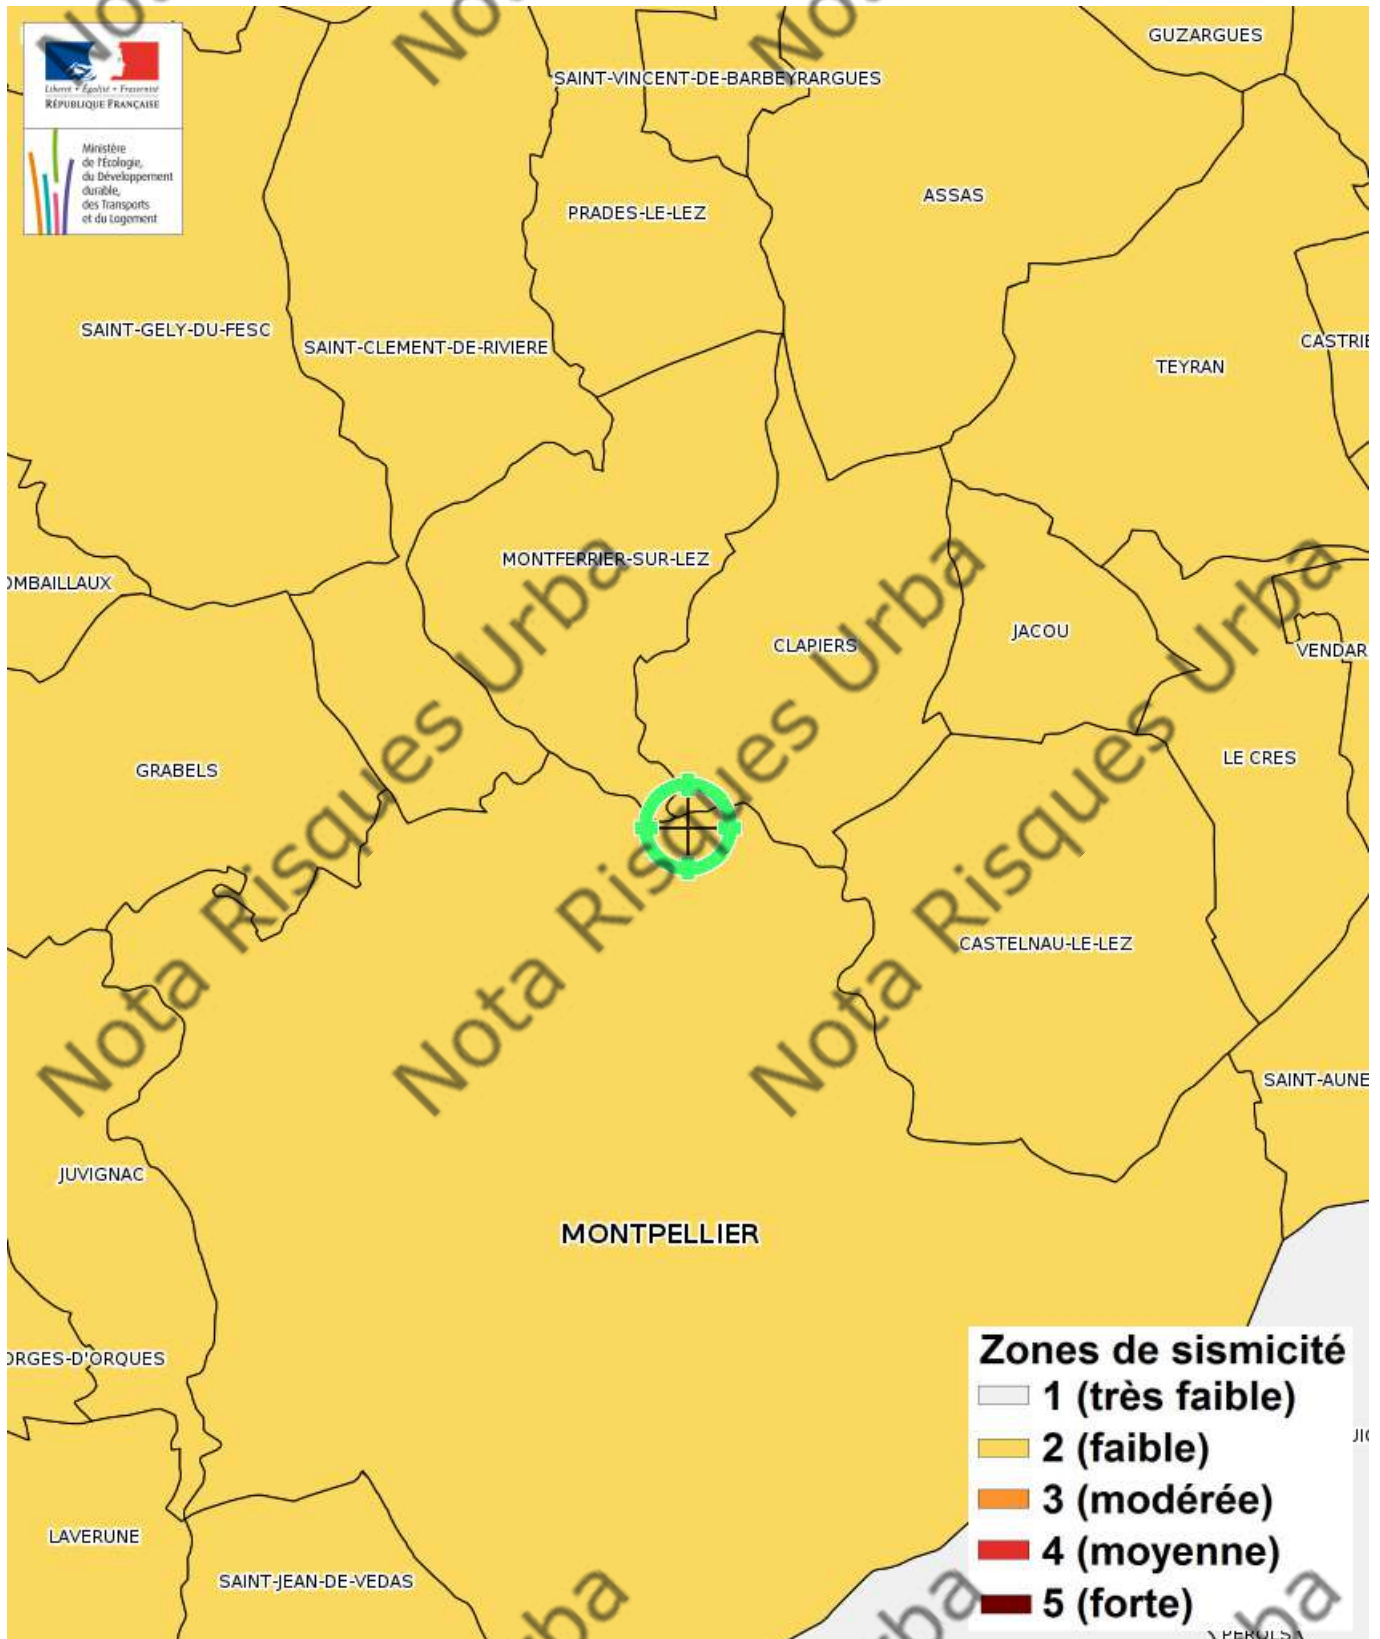 Liberté • Égalité • Fraternité
RÉPUBLIQUE FRANÇAISE
Ministère
de l'Écologie,
du Développement
durable,
des Transports
et du Logement
GUZARGUES
SAINT-VINCENT-DE-BARBEYRARGUES
ASSAS
PRADES-LE-LEZ
SAINT-GELY-DU-FESC
SAINT-CLEMENT-DE-RIVIERE
CASTRIE
TEYRAN
MONTFERRIER-SUR-LEZ
OMBAILLAUX
JACOU
CLAPIERS
VENDAR
LE CRES
GRABELS
CASTELNAU-LE-LEZ
SAINT-AUNE
JUVIGNAC
MONTPELLIER
ORGES-D'ORQUES
LAVERUNE
SAINT-JEAN-DE-VEDAS
PEROLS
Zones de sismicité
1 (très faible)
2 (faible)
3 (modérée)
4 (moyenne)
5 (forte)
Nota Risques Urba
Nota Risques Urba
Nota Risques Urba